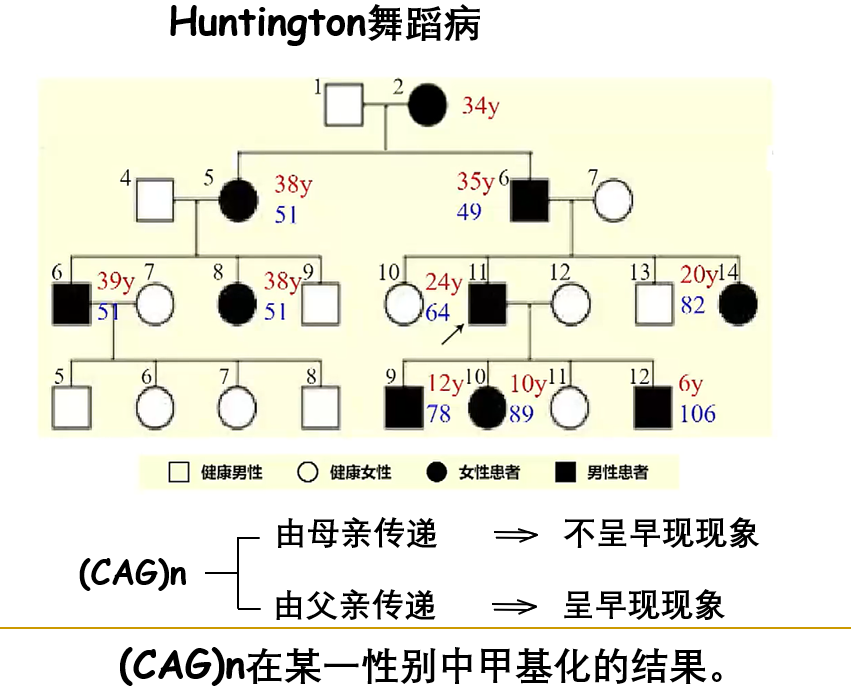 Huntington舞蹈病
1 2 34y
4 5 38y 35y 6 7
51 49
6 39y 7 8 38y 9 10 24y 11 12 13 20y 14
51 51 64 82
5 6 7 8 9 12y 10 10y 11 12 6y
78 89 106
健康男性 健康女性 女性患者 男性患者
由母亲传递 ⇒ 不呈早现现象
(CAG)n
由父亲传递 ⇒ 呈早现现象
(CAG)n在某一性别中甲基化的结果。